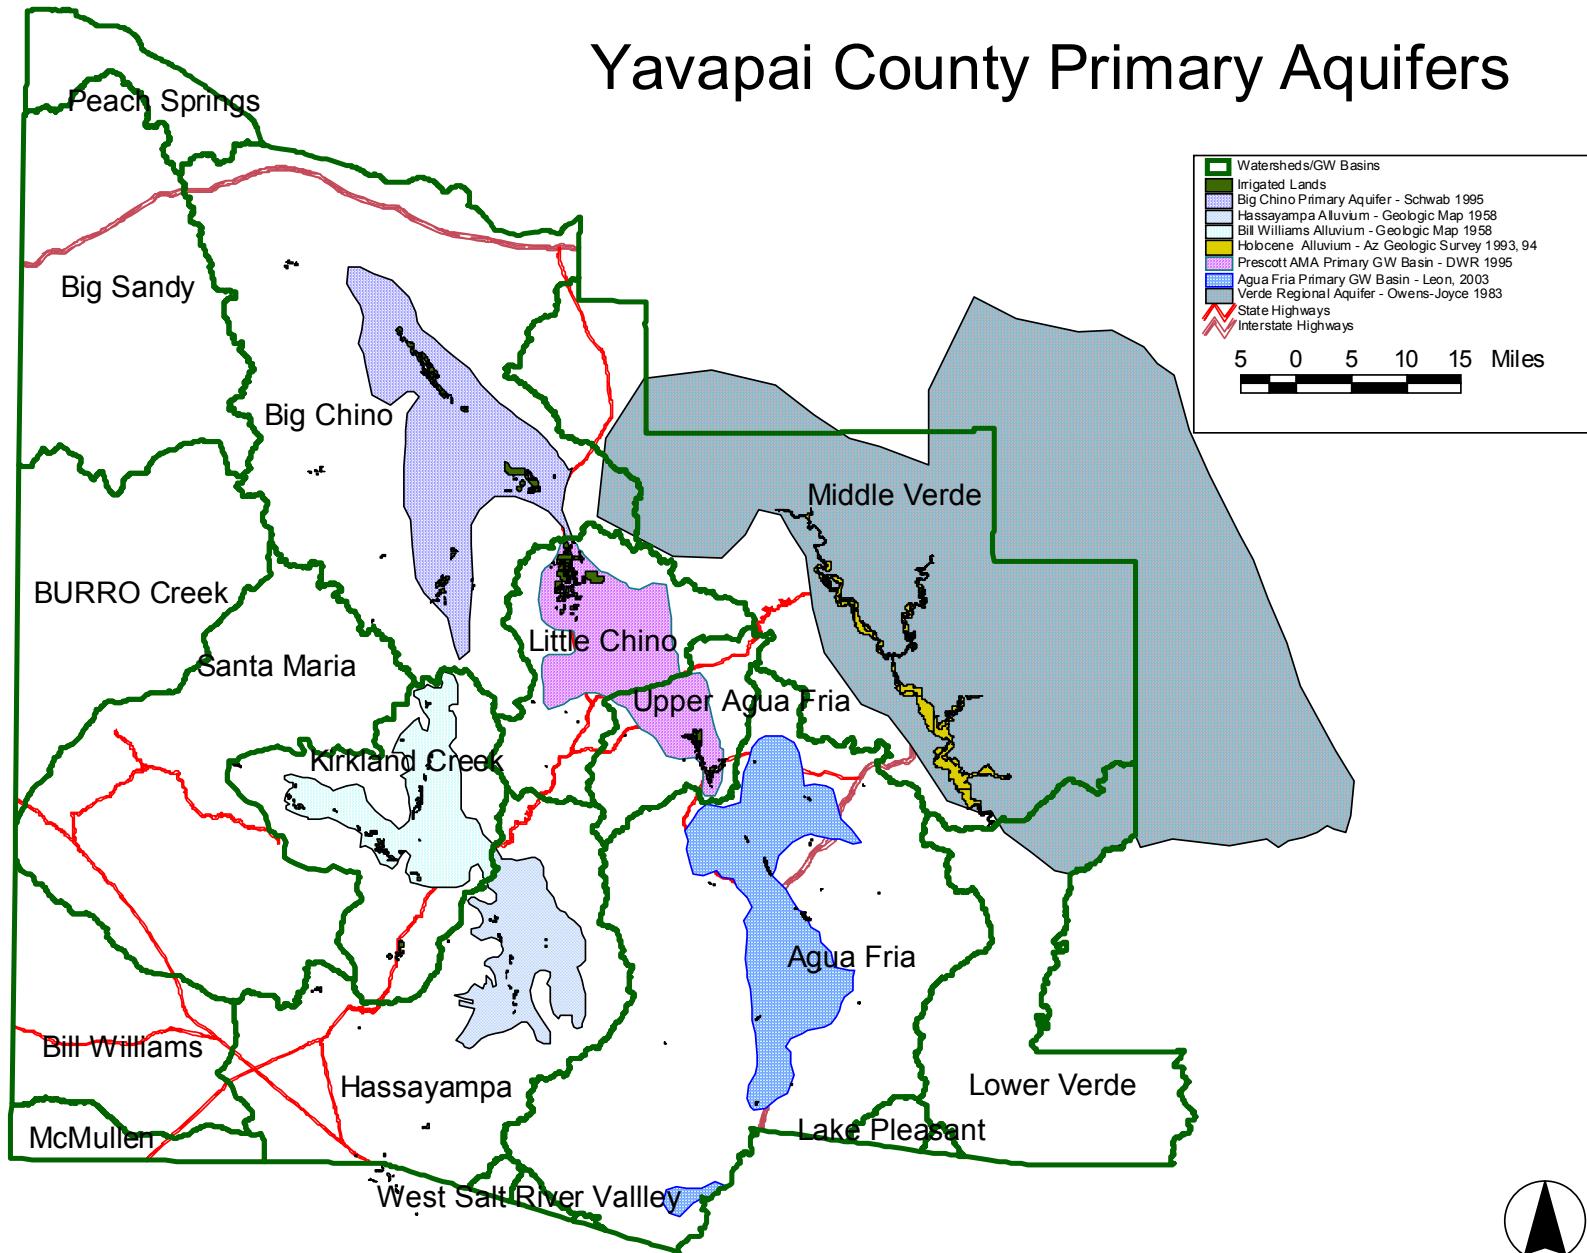 Yavapai County Primary Aquifers
Peach Springs
Watersheds/GW Basins
Irrigated Lands
Big Chino Primary Aquifer - Schwab 1995
Hassayampa Alluvium - Geologic Map 1958
Bill Williams Alluvium - Geologic Map 1958
Holocene Alluvium - Az Geologic Survey 1993, 94
Prescott AMA Primary GW Basin - DWR 1995
Agua Fria Primary GW Basin - Leon, 2003
Verde Regional Aquifer - Owens-Joyce 1983
State Highways
Interstate Highways
5 0 5 10 15 Miles
Big Sandy
Big Chino
Middle Verde
BURRO Creek
Little Chino
Santa Maria
Upper Agua Fria
Kirkland Creek
Agua Fria
Bill Williams
Hassayampa
Lower Verde
McMullen
Lake Pleasant
West Salt River Vallley